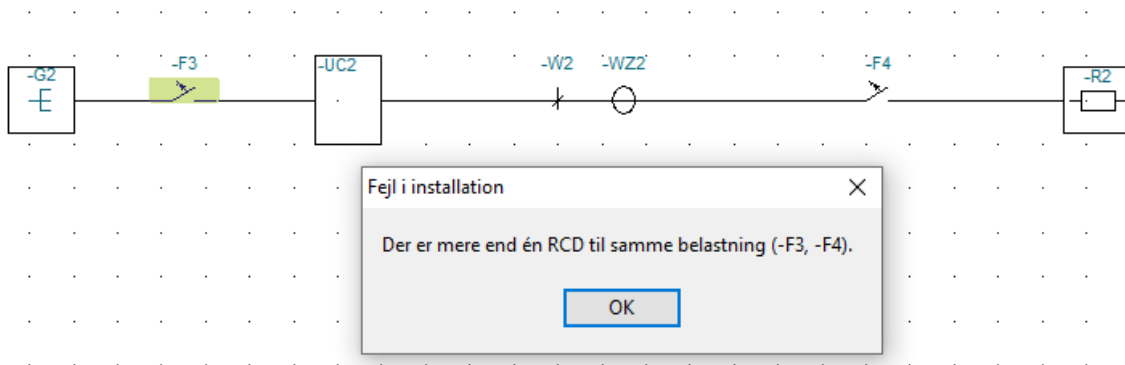 -G2
-F3
-UC2
-W2
-WZ2
-F4
-R2
Fejl i installation
Der er mere end én RCD til samme belastning (-F3, -F4).
OK